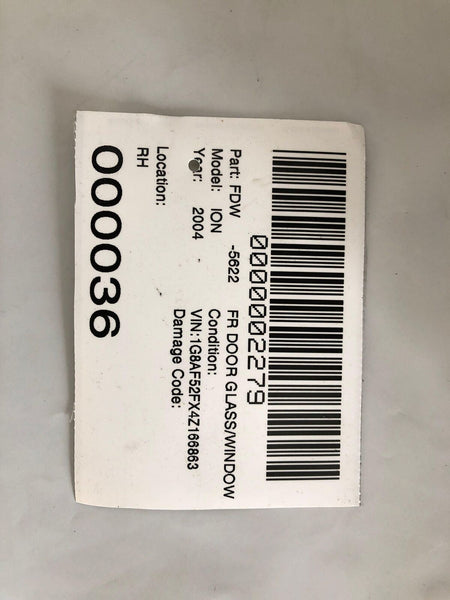 0000002279
Part: FDW -5622 FR DOOR GLASS/WINDOW
Model: ION Condition:
Year: 2004 VIN:1G8AF52FX4Z166863
Damage Code:
Location:
RH
000036